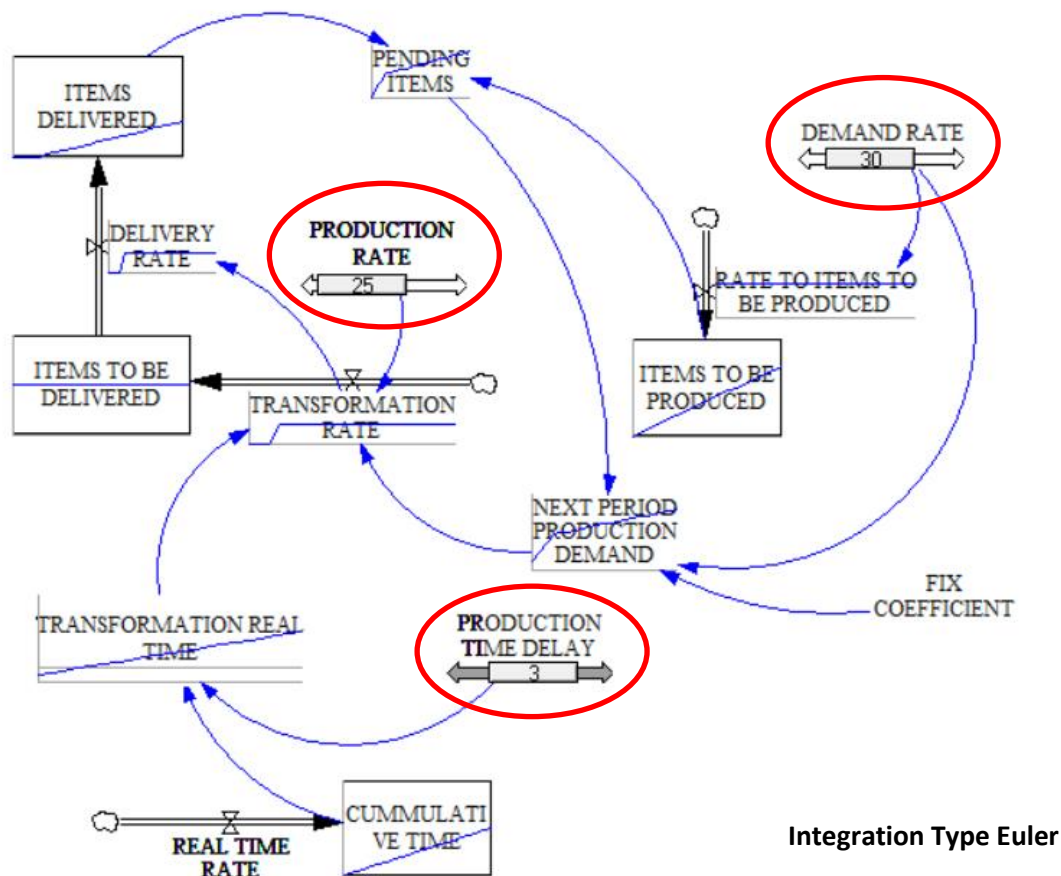 ITEMS
DELIVERED
PENDING
ITEMS
DEMAND RATE
30
DELIVERY
RATE
PRODUCTION
RATE
25
RATE TO ITEMS TO
BE PRODUCED
ITEMS TO BE
DELIVERED
TRANSFORMATION
RATE
ITEMS TO BE
PRODUCED
NEXT PERIOD
PRODUCTION
DEMAND
FIX
COEFFICIENT
TRANSFORMATION REAL
TIME
PRODUCTION
TIME DELAY
3
CUMMULATI
VE TIME
REAL TIME
RATE
Integration Type Euler